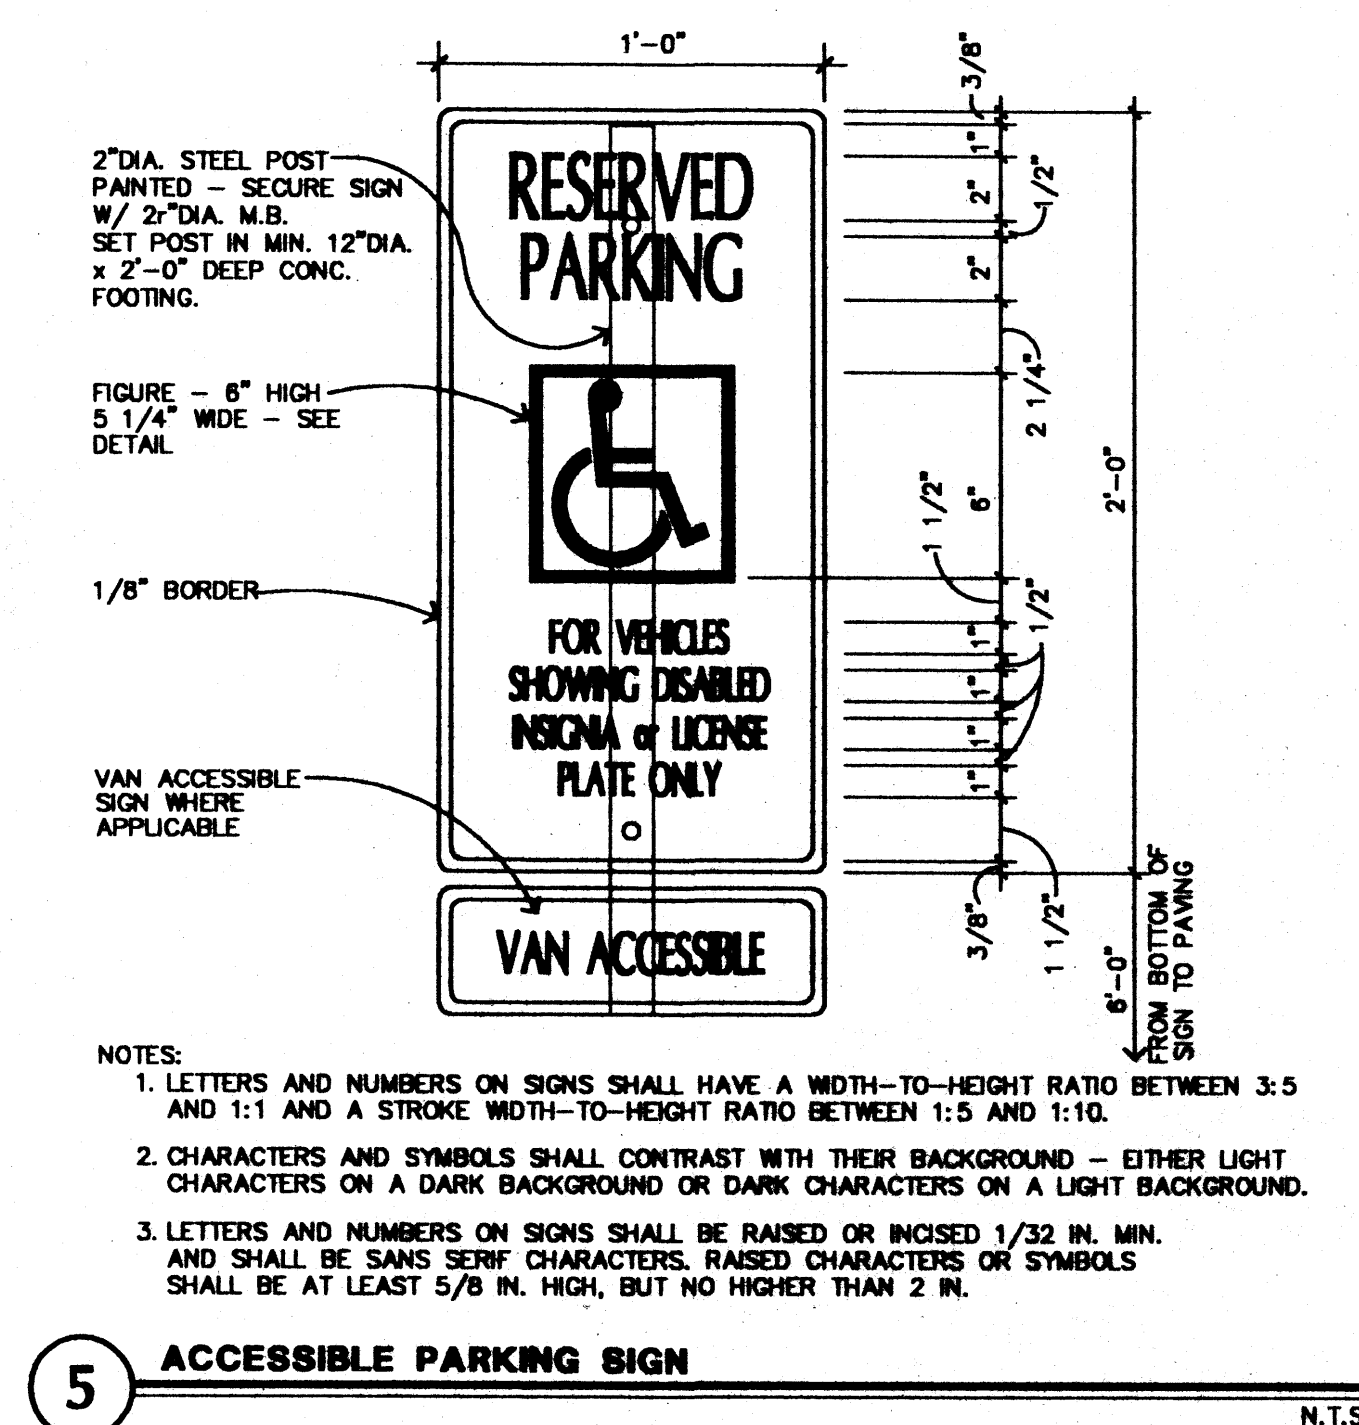 1'-0"
3/8"
1"
2"
1/2"
2"
2 1/4"
6"
1 1/2"
2'-0"
1/2"
1"
1"
1"
1"
3/8"
1 1/2"
6'-0"
FROM BOTTOM OF
SIGN TO PAVING
2"DIA. STEEL POST
PAINTED – SECURE SIGN
W/ 2r"DIA. M.B.
SET POST IN MIN. 12"DIA.
x 2'-0" DEEP CONC.
FOOTING.
FIGURE – 6" HIGH
5 1/4" WIDE – SEE
DETAIL
1/8" BORDER
VAN ACCESSIBLE
SIGN WHERE
APPLICABLE
RESERVED
PARKING
FOR VEHICLES
SHOWING DISABLED
INSIGNIA or LICENSE
PLATE ONLY
VAN ACCESSIBLE
NOTES:
1. LETTERS AND NUMBERS ON SIGNS SHALL HAVE A WIDTH-TO-HEIGHT RATIO BETWEEN 3:5
AND 1:1 AND A STROKE WIDTH-TO-HEIGHT RATIO BETWEEN 1:5 AND 1:10.
2. CHARACTERS AND SYMBOLS SHALL CONTRAST WITH THEIR BACKGROUND – EITHER LIGHT
CHARACTERS ON A DARK BACKGROUND OR DARK CHARACTERS ON A LIGHT BACKGROUND.
3. LETTERS AND NUMBERS ON SIGNS SHALL BE RAISED OR INCISED 1/32 IN. MIN.
AND SHALL BE SANS SERIF CHARACTERS. RAISED CHARACTERS OR SYMBOLS
SHALL BE AT LEAST 5/8 IN. HIGH, BUT NO HIGHER THAN 2 IN.
5
ACCESSIBLE PARKING SIGN
N.T.S